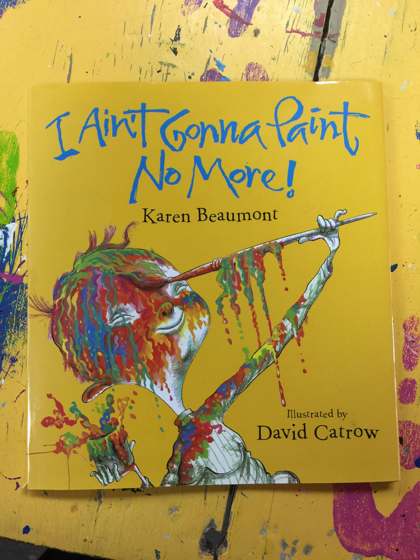 I Ain't Gonna Paint
No More!
Karen Beaumont
Illustrated by
David Catrow